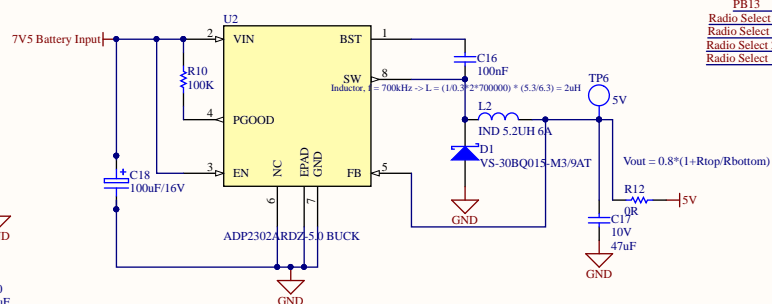 PB13
Radio Select
Radio Select
Radio Select
Radio Select
U2
7V5 Battery Input
2
VIN
BST
1
R10
100K
C16
100nF
SW
8
Inductor, f = 700kHz -> L = (1/0.3*2*700000) * (5.3/6.3) = 2uH
TP6
5V
4
PGOOD
L2
IND 5.2UH 6A
D1
VS-30BQ015-M3/9AT
Vout = 0.8*(1+Rtop/Rbottom)
3
EN
NC
EPAD
GND
FB
5
C18
100uF/16V
6
7
R12
0R
5V
C17
10V
47uF
GND
ADP2302ARDZ-5.0 BUCK
GND
GND